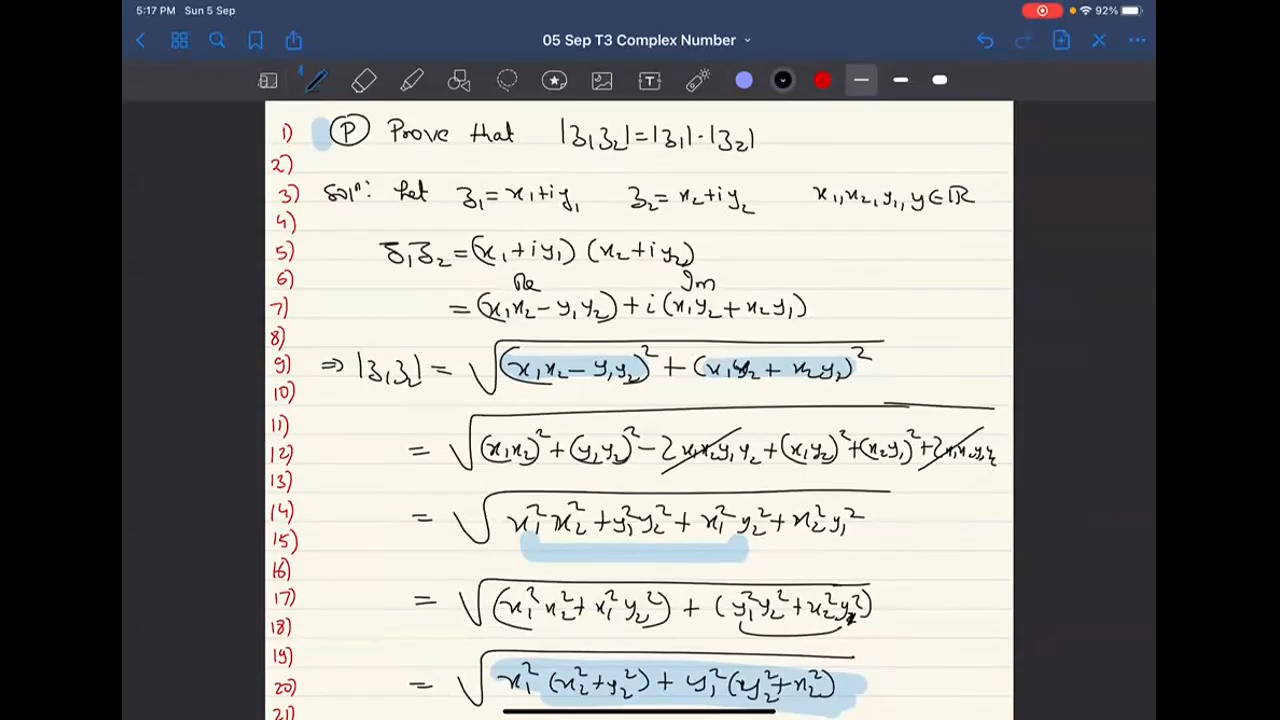 5:17 PM Sun 5 Sep 92%
05 Sep T3 Complex Number
1) (P) Prove that |z₁z₂| = |z₁|·|z₂|
2)
3) Solⁿ: Let z₁ = x₁+iy₁ z₂ = x₂+iy₂ x₁, x₂, y₁, y ∈ ℝ
4)
5) z₁z₂ = (x₁+iy₁) (x₂+iy₂)
6) Re Im
7) = (x₁x₂ − y₁y₂) + i (x₁y₂ + x₂y₁)
8)
9) ⇒ |z₁z₂| = √((x₁x₂ − y₁y₂)² + (x₁y₂ + x₂y₂)²)
10)
11)
12) = √((x₁x₂)² + (y₁y₂)² − 2x₁x₂y₁y₂ + (x₁y₂)² + (x₂y₁)² + 2x₁x₂y₁y₂)
13)
14) = √(x₁²x₂² + y₁²y₂² + x₁²y₂² + x₂²y₁²)
15)
16)
17) = √((x₁²x₂² + x₁²y₂²) + (y₁²y₂² + x₂²y₁²))
18)
19)
20) = √(x₁²(x₂²+y₂²) + y₁²(y₂²+x₂²))
21)